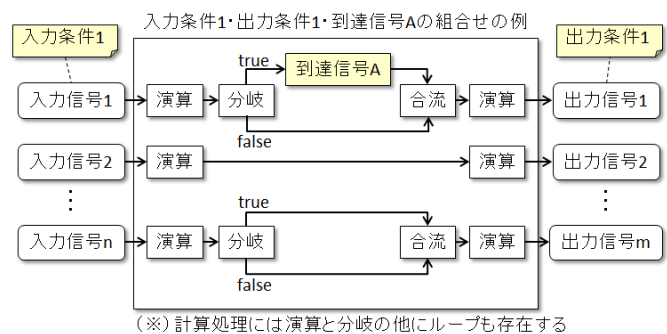 入力条件1・出力条件1・到達信号Aの組合せの例
入力条件1
出力条件1
true
到達信号A
入力信号1
演算
分岐
合流
演算
出力信号1
false
入力信号2
演算
演算
出力信号2
⋮
⋮
true
入力信号n
演算
分岐
合流
演算
出力信号m
false
(※)計算処理には演算と分岐の他にループも存在する